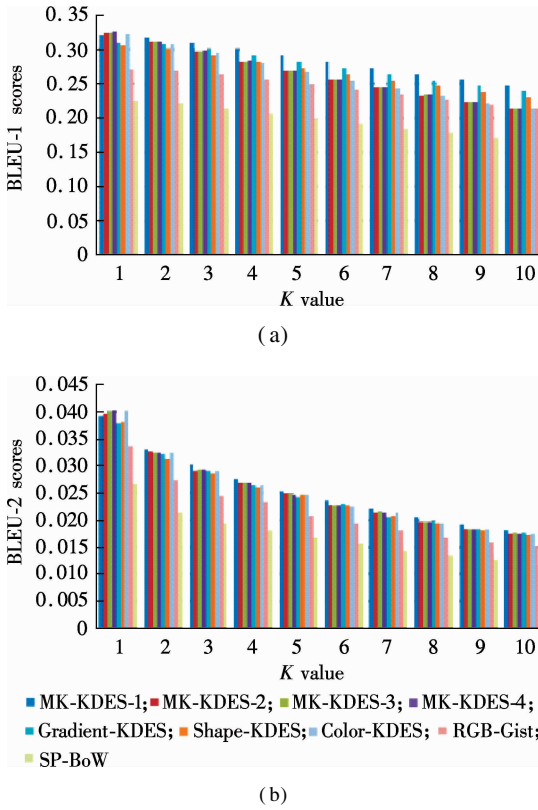 0.35
0.30
0.25
0.20
0.15
0.10
0.05
0
BLEU-1 scores
1 2 3 4 5 6 7 8 9 10
K value
(a)
0.045
0.040
0.035
0.030
0.025
0.020
0.015
0.010
0.005
0
BLEU-2 scores
1 2 3 4 5 6 7 8 9 10
K value
MK-KDES-1; MK-KDES-2; MK-KDES-3; MK-KDES-4;
Gradient-KDES; Shape-KDES; Color-KDES; RGB-Gist;
SP-BoW
(b)